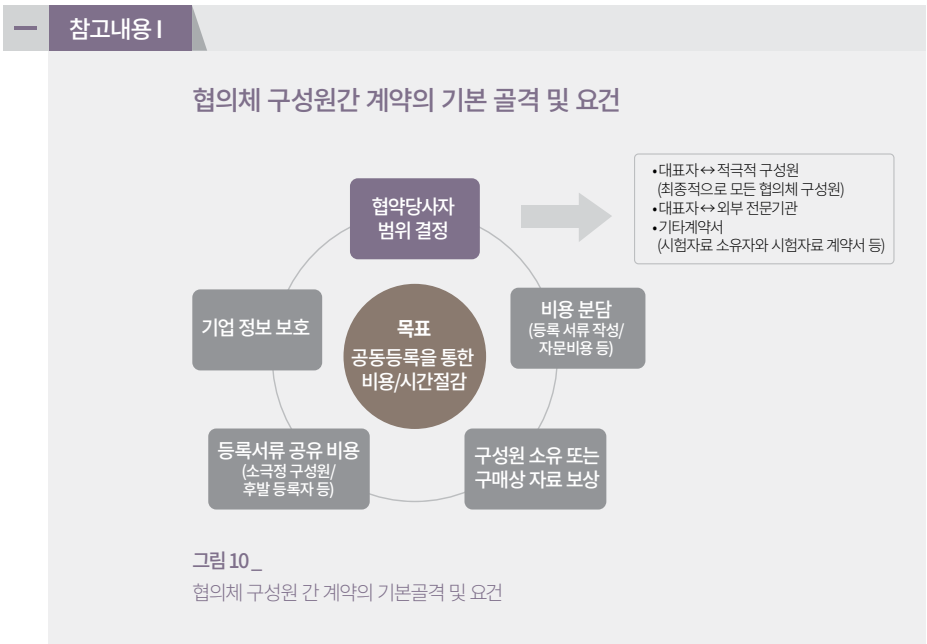 참고내용 I
협의체 구성원간 계약의 기본 골격 및 요건
•대표자↔적극적 구성원
(최종적으로 모든 협의체 구성원)
•대표자↔외부 전문기관
•기타계약서
(시험자료 소유자와 시험자료 계약서 등)
협약당사자
범위 결정
비용 분담
(등록 서류 작성/
자문비용 등)
기업 정보 보호
목표
공동등록을 통한
비용/시간절감
등록서류 공유 비용
(소극정 구성원/
후발 등록자 등)
구성원 소유 또는
구매상 자료 보상
그림 10 _
협의체 구성원 간 계약의 기본골격 및 요건